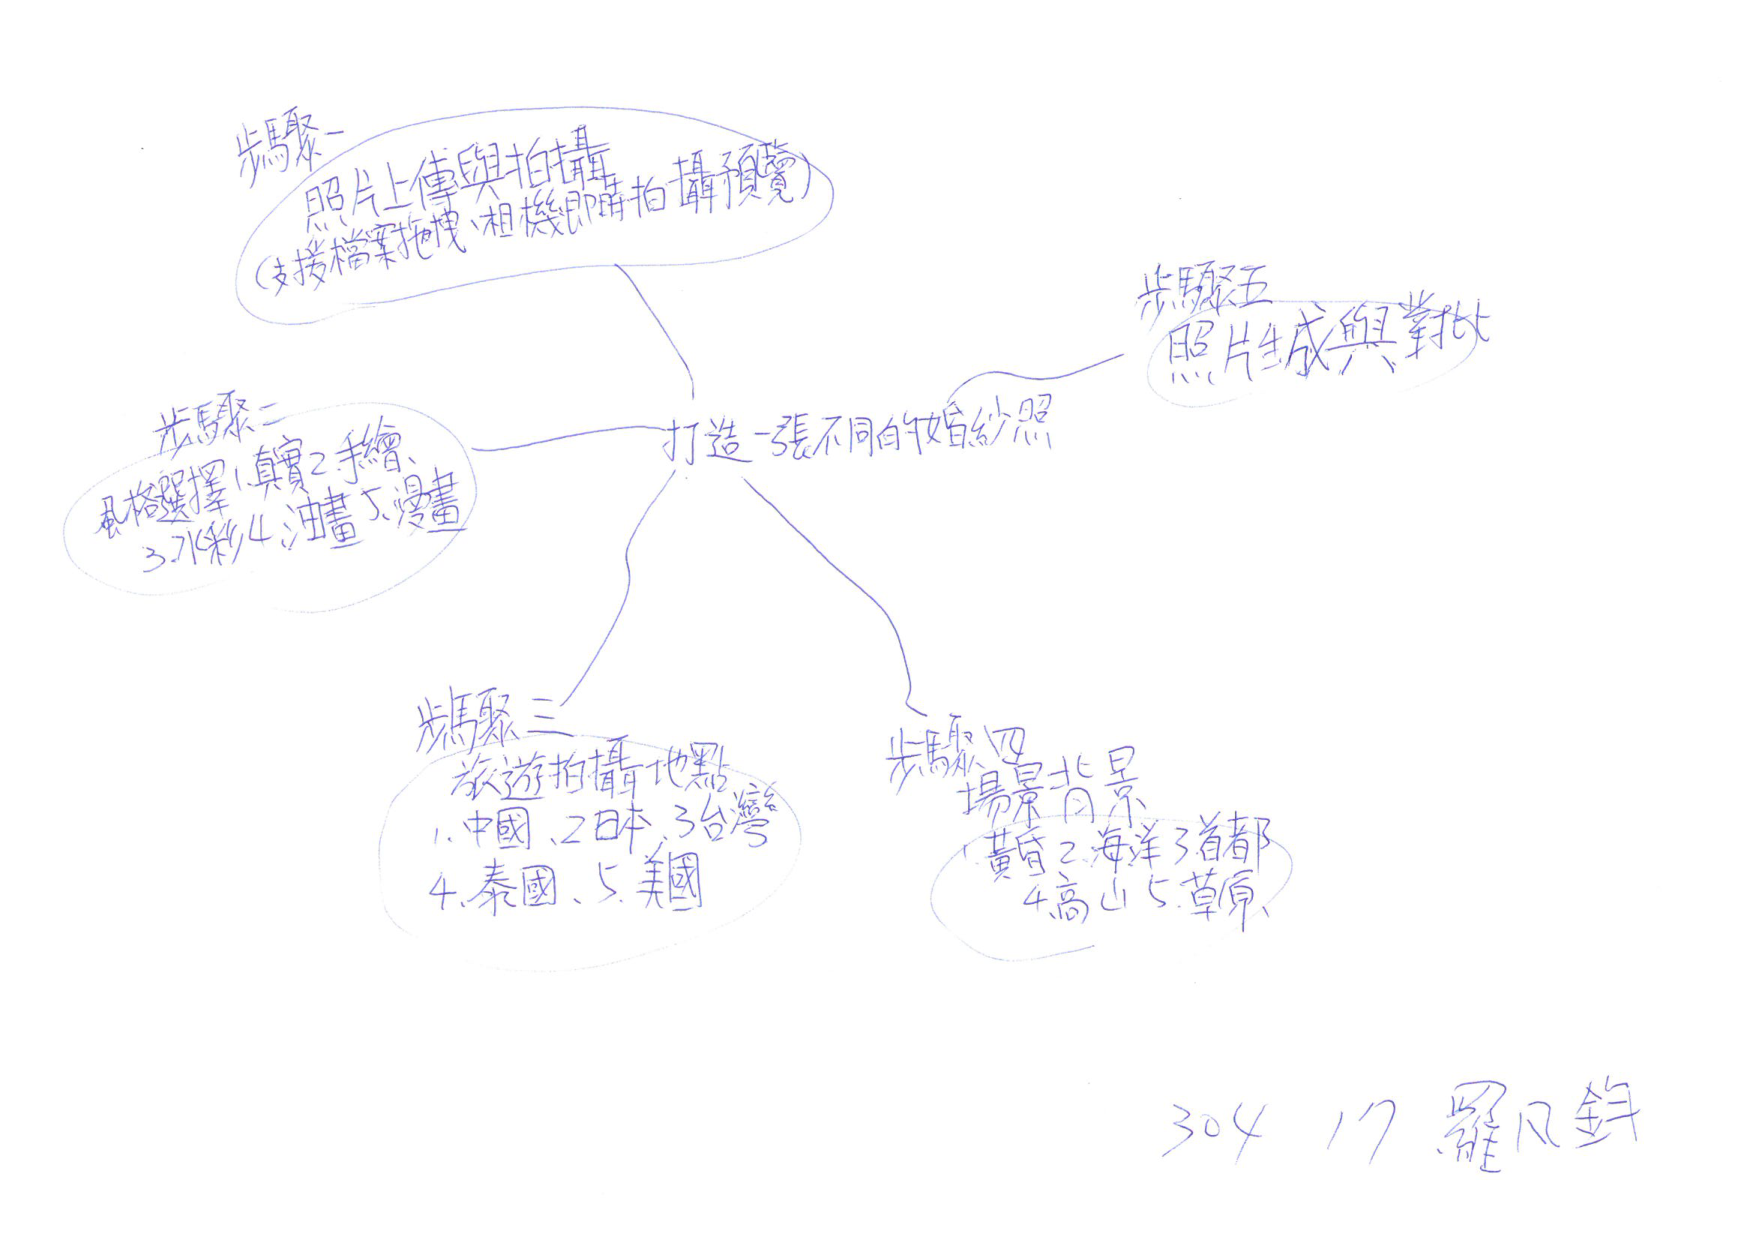 步驟一
照片上傳與拍攝
(支援檔案拖曳、相機即時拍攝預覽)
步驟五
照片生成與對比
打造一張不同的婚紗照
步驟二
風格選擇1.真實2.手繪、
3.水彩4.油畫5.漫畫
步驟三
旅遊拍攝地點
1.中國、2日本、3台灣
4.泰國、5.美國
步驟四
場景背景
1.黃昏2.海洋3首都
4.高山5.草原、
304 17 羅凡